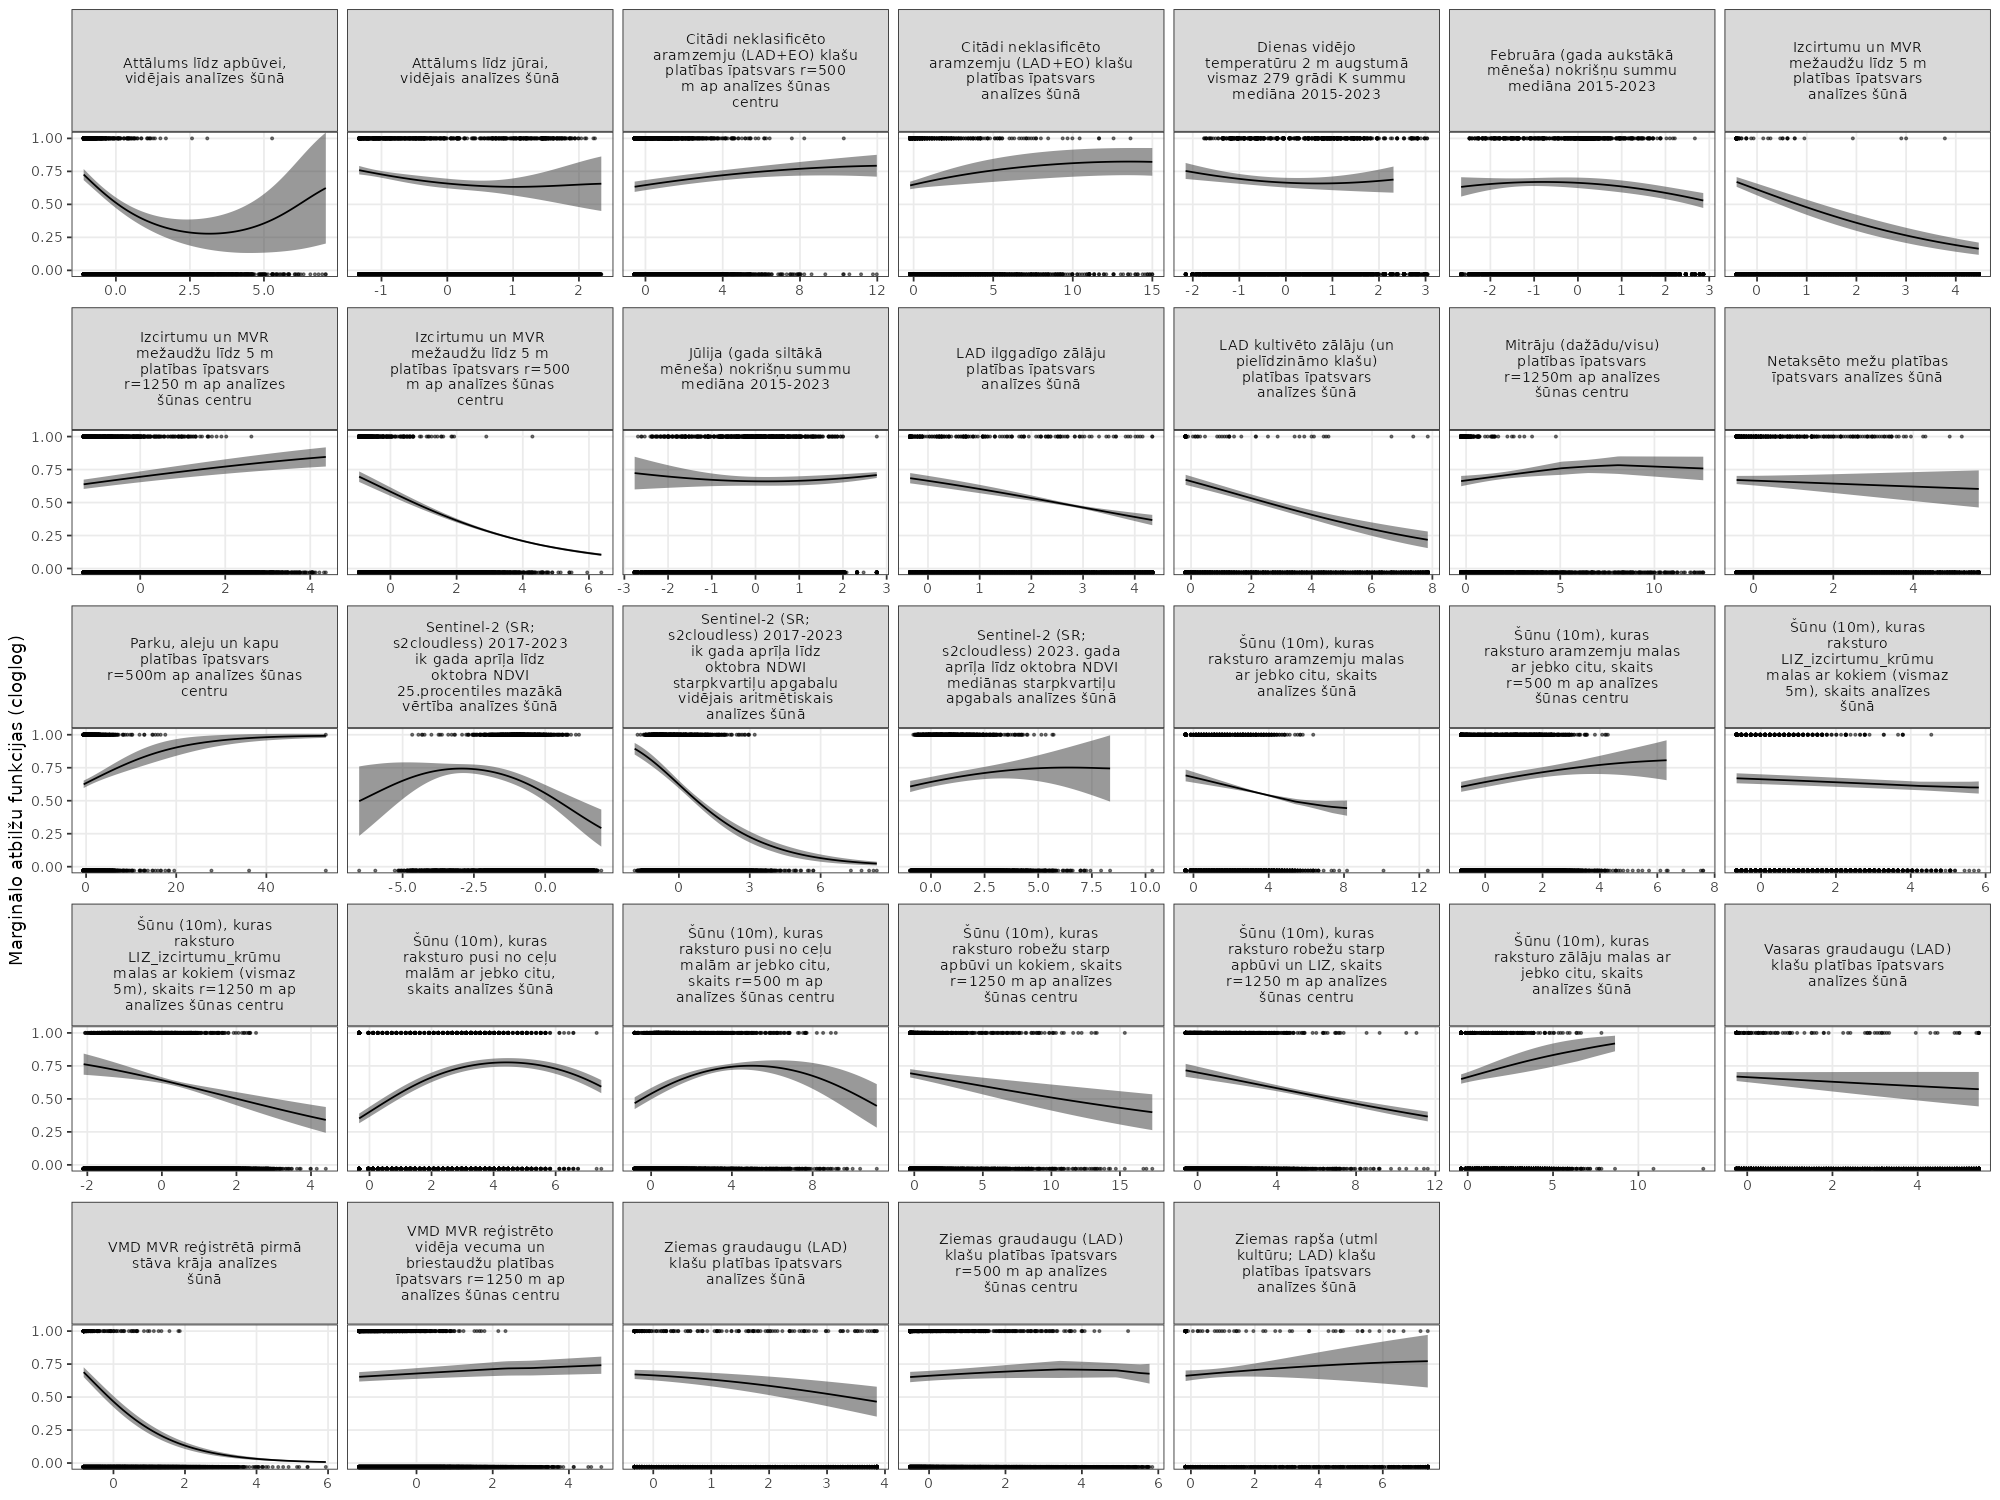 Attālums līdz apbūvei,
vidējais analīzes šūnā
Attālums līdz jūrai,
vidējais analīzes šūnā
Citādi neklasificēto
aramzemju (LAD+EO) klašu
platības īpatsvars r=500
m ap analīzes šūnas
centru
Citādi neklasificēto
aramzemju (LAD+EO) klašu
platības īpatsvars
analīzes šūnā
Dienas vidējo
temperatūru 2 m augstumā
vismaz 279 grādi K summu
mediāna 2015-2023
Februāra (gada aukstākā
mēneša) nokrišņu summu
mediāna 2015-2023
Izcirtumu un MVR
mežaudžu līdz 5 m
platības īpatsvars
analīzes šūnā
1.00
0.75
0.50
0.25
0.00
0.0 2.5 5.0
-1 0 1 2
0 4 8 12
0 5 10 15
-2 -1 0 1 2 3
-2 -1 0 1 2 3
0 1 2 3 4
Izcirtumu un MVR
mežaudžu līdz 5 m
platības īpatsvars
r=1250 m ap analīzes
šūnas centru
Izcirtumu un MVR
mežaudžu līdz 5 m
platības īpatsvars r=500
m ap analīzes šūnas
centru
Jūlija (gada siltākā
mēneša) nokrišņu summu
mediāna 2015-2023
LAD ilggadīgo zālāju
platības īpatsvars
analīzes šūnā
LAD kultivēto zālāju (un
pielīdzināmo klašu)
platības īpatsvars
analīzes šūnā
Mitrāju (dažādu/visu)
platības īpatsvars
r=1250m ap analīzes
šūnas centru
Netaksēto mežu platības
īpatsvars analīzes šūnā
1.00
0.75
0.50
0.25
0.00
0 2 4
0 2 4 6
-3 -2 -1 0 1 2 3
0 1 2 3 4
0 2 4 6 8
0 5 10
0 2 4
Marginālo atbilžu funkcijas (cloglog)
Parku, aleju un kapu
platības īpatsvars
r=500m ap analīzes šūnas
centru
Sentinel-2 (SR;
s2cloudless) 2017-2023
ik gada aprīļa līdz
oktobra NDVI
25.procentiles mazākā
vērtība analīzes šūnā
Sentinel-2 (SR;
s2cloudless) 2017-2023
ik gada aprīļa līdz
oktobra NDWI
starpkvartiļu apgabalu
vidējais aritmētiskais
analīzes šūnā
Sentinel-2 (SR;
s2cloudless) 2023. gada
aprīļa līdz oktobra NDVI
mediānas starpkvartiļu
apgabals analīzes šūnā
Šūnu (10m), kuras
raksturo aramzemju malas
ar jebko citu, skaits
analīzes šūnā
Šūnu (10m), kuras
raksturo aramzemju malas
ar jebko citu, skaits
r=500 m ap analīzes
šūnas centru
Šūnu (10m), kuras
raksturo
LIZ_izcirtumu_krūmu
malas ar kokiem (vismaz
5m), skaits analīzes
šūnā
1.00
0.75
0.50
0.25
0.00
0 20 40
-5.0 -2.5 0.0
0 3 6
0.0 2.5 5.0 7.5 10.0
0 4 8 12
0 2 4 6 8
0 2 4 6
Šūnu (10m), kuras
raksturo
LIZ_izcirtumu_krūmu
malas ar kokiem (vismaz
5m), skaits r=1250 m ap
analīzes šūnas centru
Šūnu (10m), kuras
raksturo pusi no ceļu
malām ar jebko citu,
skaits analīzes šūnā
Šūnu (10m), kuras
raksturo pusi no ceļu
malām ar jebko citu,
skaits r=500 m ap
analīzes šūnas centru
Šūnu (10m), kuras
raksturo robežu starp
apbūvi un kokiem, skaits
r=1250 m ap analīzes
šūnas centru
Šūnu (10m), kuras
raksturo robežu starp
apbūvi un LIZ, skaits
r=1250 m ap analīzes
šūnas centru
Šūnu (10m), kuras
raksturo zālāju malas ar
jebko citu, skaits
analīzes šūnā
Vasaras graudaugu (LAD)
klašu platības īpatsvars
analīzes šūnā
1.00
0.75
0.50
0.25
0.00
-2 0 2 4
0 2 4 6
0 4 8
0 5 10 15
0 4 8 12
0 5 10
0 2 4
VMD MVR reģistrētā pirmā
stāva krāja analīzes
šūnā
VMD MVR reģistrēto
vidēja vecuma un
briestaudžu platības
īpatsvars r=1250 m ap
analīzes šūnas centru
Ziemas graudaugu (LAD)
klašu platības īpatsvars
analīzes šūnā
Ziemas graudaugu (LAD)
klašu platības īpatsvars
r=500 m ap analīzes
šūnas centru
Ziemas rapša (utml
kultūru; LAD) klašu
platības īpatsvars
analīzes šūnā
1.00
0.75
0.50
0.25
0.00
0 2 4 6
0 2 4
0 1 2 3 4
0 2 4 6
0 2 4 6